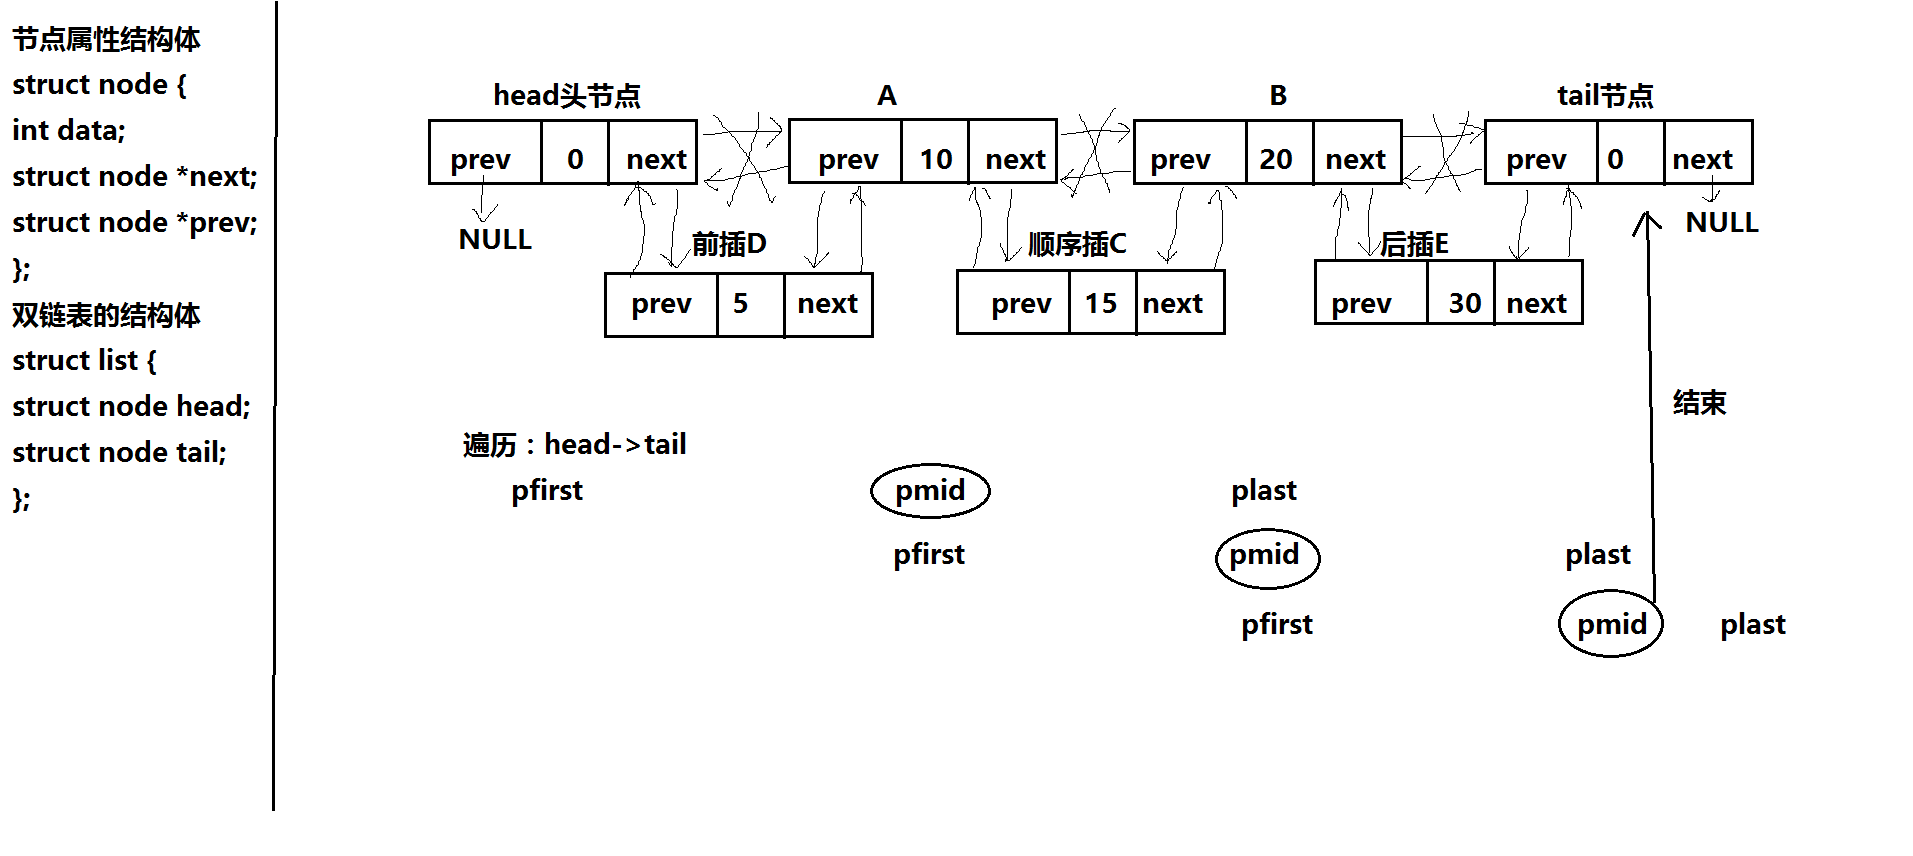 节点属性结构体
struct node {
int data;
struct node *next;
struct node *prev;
};
双链表的结构体
struct list {
struct node head;
struct node tail;
};
head头节点 A B tail节点
prev 0 next prev 10 next prev 20 next prev 0 next
NULL NULL
前插D 顺序插C 后插E
prev 5 next prev 15 next prev 30 next
结束
遍历：head->tail
pfirst pmid plast
pfirst pmid plast
pfirst pmid plast